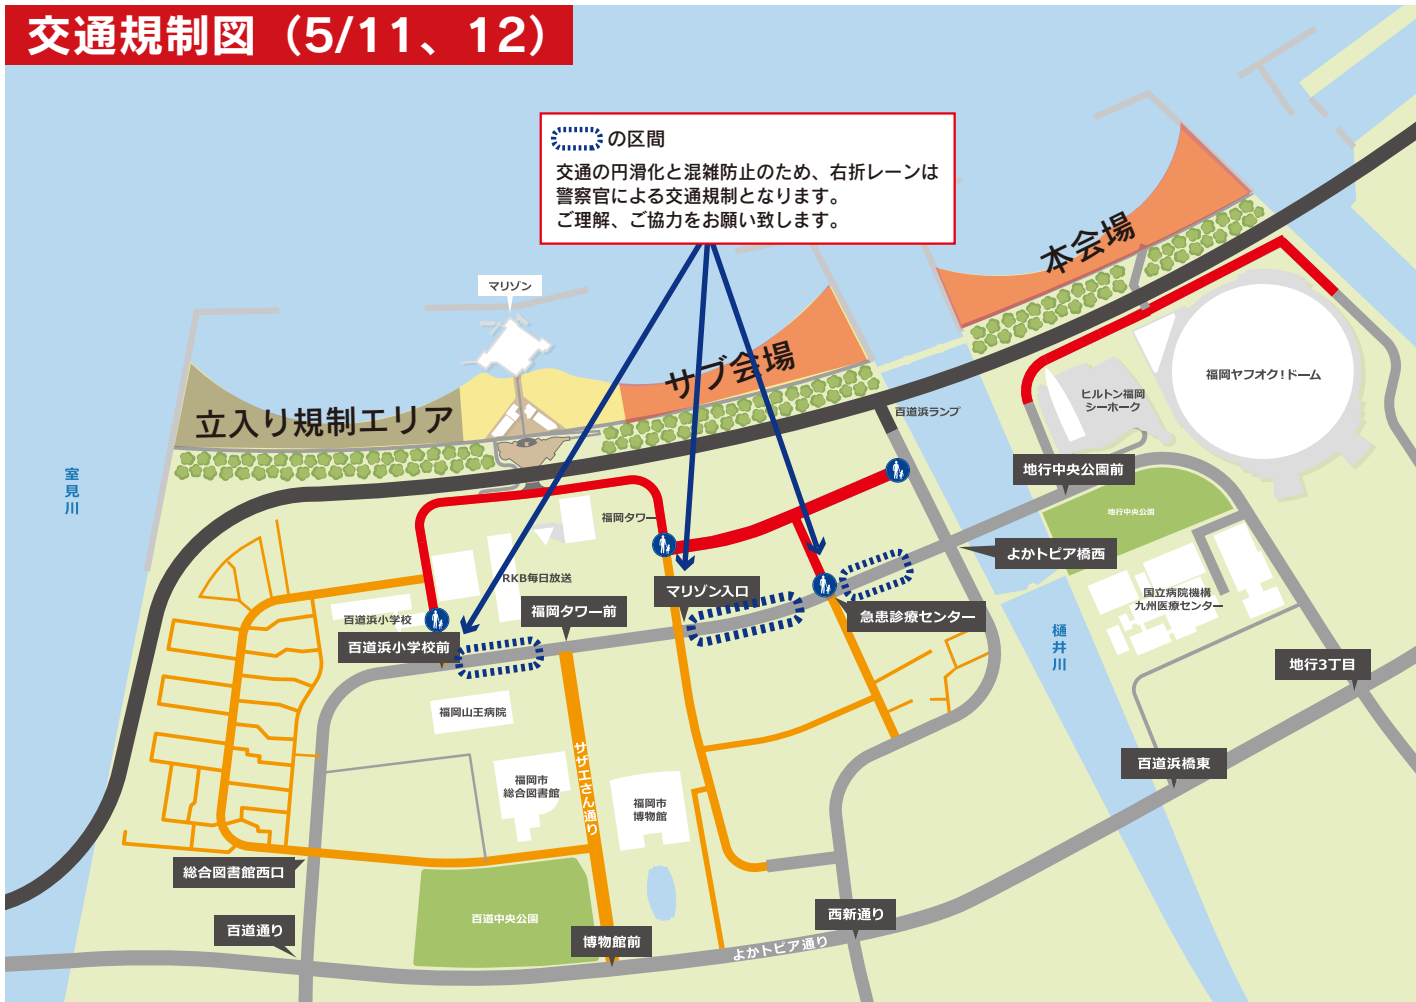 交通規制図（5/11、12）
の区間
交通の円滑化と混雑防止のため、右折レーンは
警察官による交通規制となります。
ご理解、ご協力をお願い致します。
本会場
マリゾン
サブ会場
立入り規制エリア
福岡ヤフオク!ドーム
ヒルトン福岡
シーホーク
百道浜ランプ
室見川
地行中央公園前
地行中央公園
福岡タワー
よかトピア橋西
RKB毎日放送
マリゾン入口
国立病院機構
九州医療センター
百道浜小学校
福岡タワー前
急患診療センター
百道浜小学校前
樋井川
地行3丁目
福岡山王病院
サザエさん通り
百道浜橋東
福岡市
総合図書館
福岡市
博物館
総合図書館西口
百道中央公園
西新通り
百道通り
博物館前
よかトピア通り